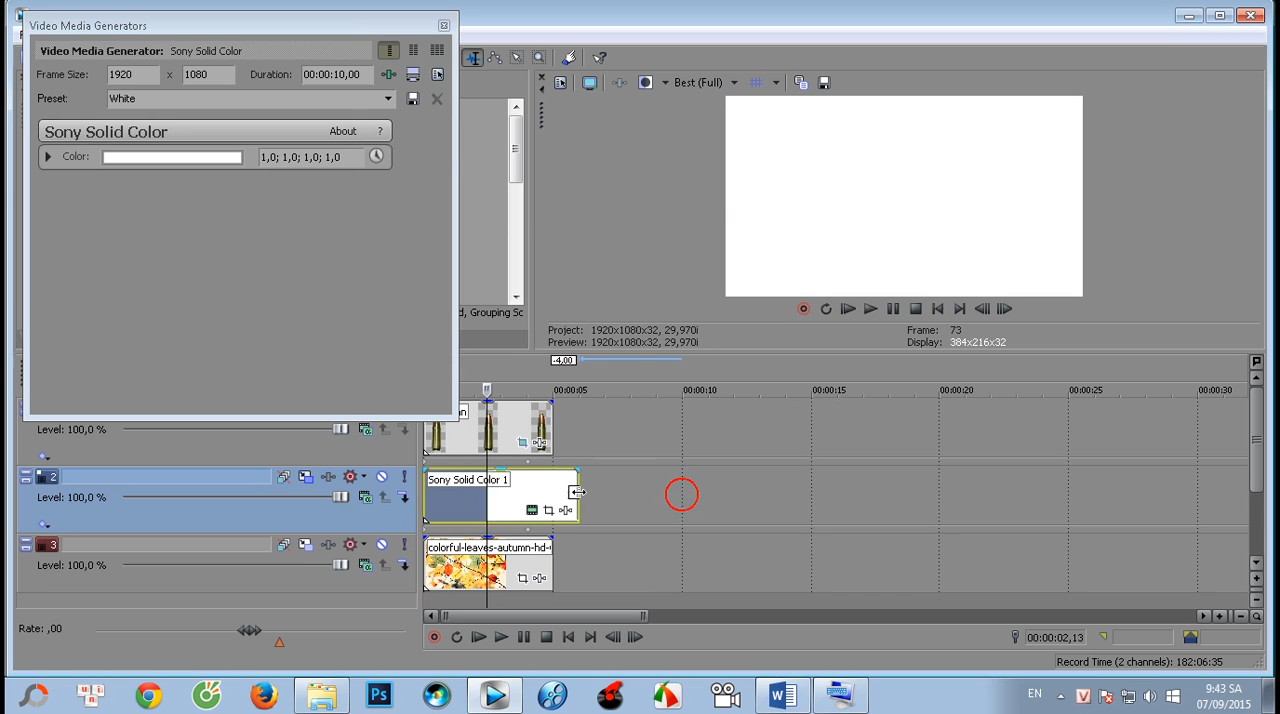 Video Media Generators
Video Media Generator: Sony Solid Color
Frame Size: 1920 x 1080 Duration: 00:00:10,00
Preset: White
Sony Solid Color About ?
Color: 1,0; 1,0; 1,0; 1,0
Best (Full)
d, Grouping Sc
Project: 1920x1080x32, 29,970i
Preview: 1920x1080x32, 29,970i
Frame: 73
Display: 384x216x32
-4,00
00:00:05 00:00:10 00:00:15 00:00:20 00:00:25 00:00:30
Level: 100,0 %
2
Sony Solid Color 1
Level: 100,0 %
3
colorful-leaves-autumn-hd-
Level: 100,0 %
Rate: ,00
00:00:02,13
Record Time (2 channels): 182:06:35
Ps
W
EN
V
9:43 SA
07/09/2015